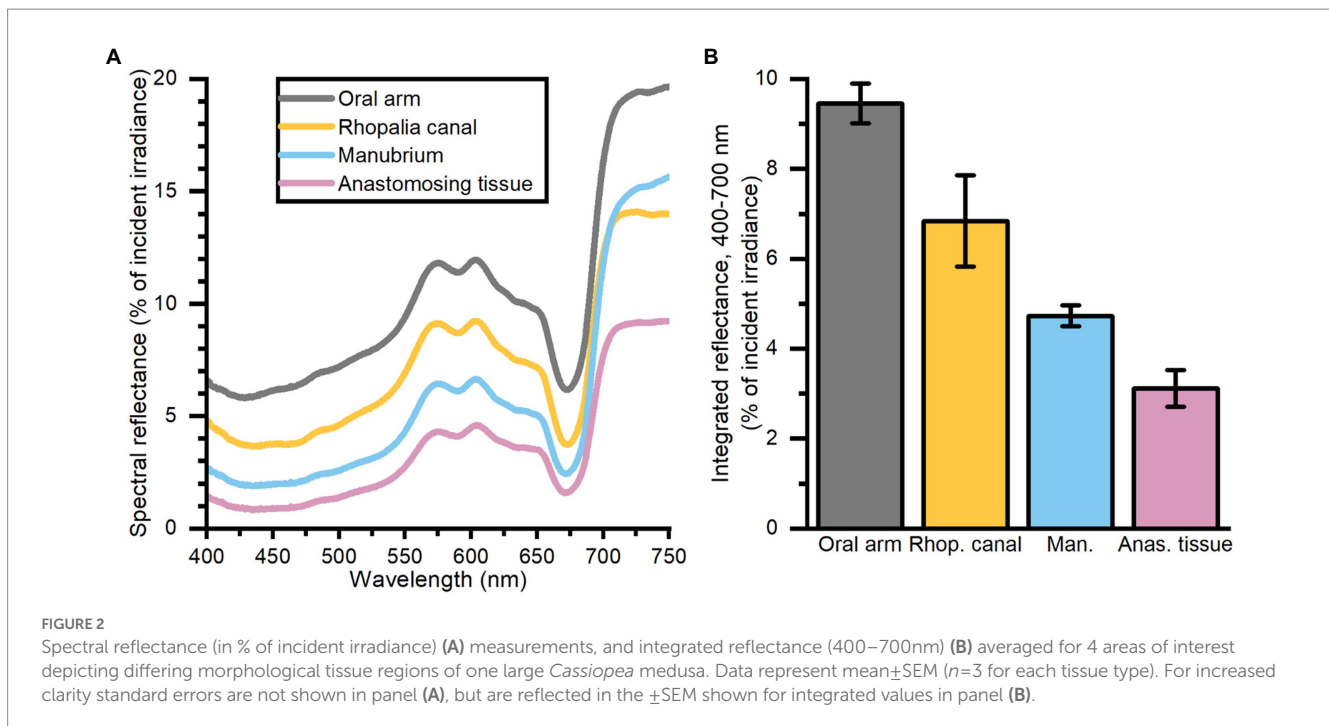 A
B
20
15
10
5
0
Spectral reflectance (% of incident irradiance)
Oral arm
Rhopalia canal
Manubrium
Anastomosing tissue
400 450 500 550 600 650 700 750
Wavelength (nm)
Integrated reflectance, 400-700 nm
(% of incident irradiance)
10
8
6
4
2
0
Oral arm Rhop. canal Man. Anas. tissue
FIGURE 2
Spectral reflectance (in % of incident irradiance) (A) measurements, and integrated reflectance (400–700nm) (B) averaged for 4 areas of interest
depicting differing morphological tissue regions of one large Cassiopea medusa. Data represent mean±SEM (n=3 for each tissue type). For increased
clarity standard errors are not shown in panel (A), but are reflected in the ±SEM shown for integrated values in panel (B).